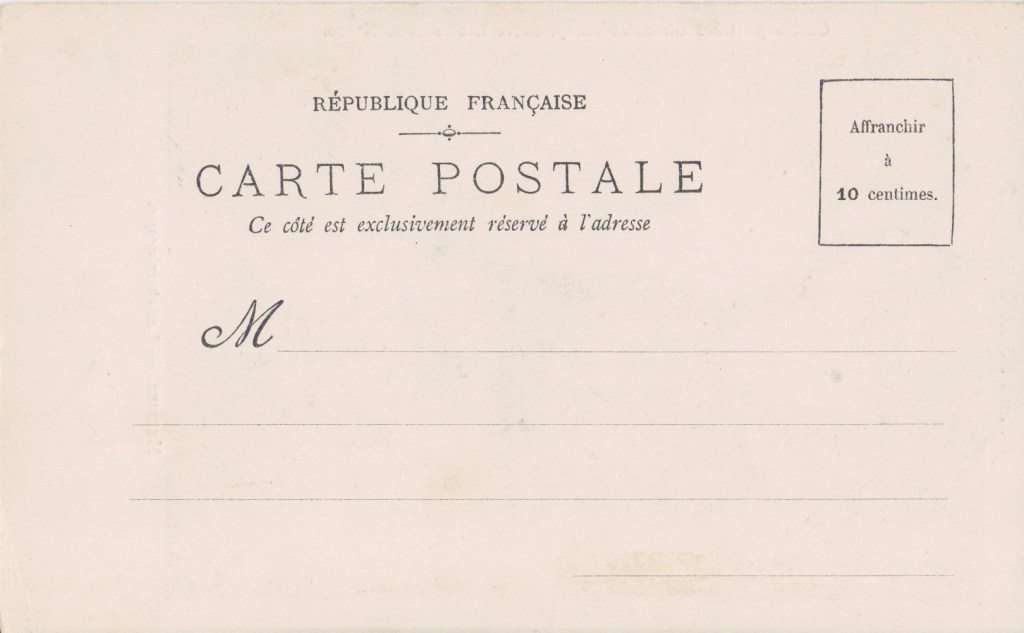 RÉPUBLIQUE FRANÇAISE
CARTE POSTALE
Ce côté est exclusivement réservé à l'adresse
Affranchir
à
10 centimes.
M